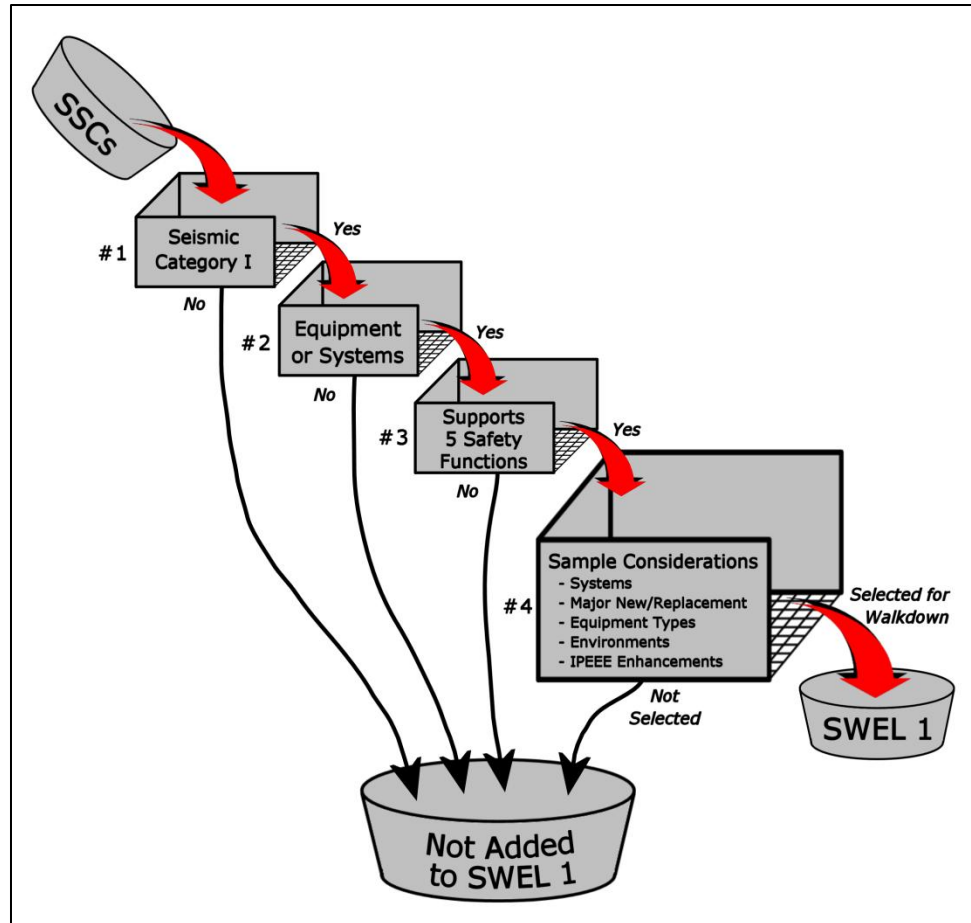 SSCs
#1
Seismic
Category I
Yes
No
#2
Equipment
or Systems
Yes
No
#3
Supports
5 Safety
Functions
Yes
No
#4
Sample Considerations
- Systems
- Major New/Replacement
- Equipment Types
- Environments
- IPEEE Enhancements
Selected for
Walkdown
Not
Selected
SWEL 1
Not Added
to SWEL 1